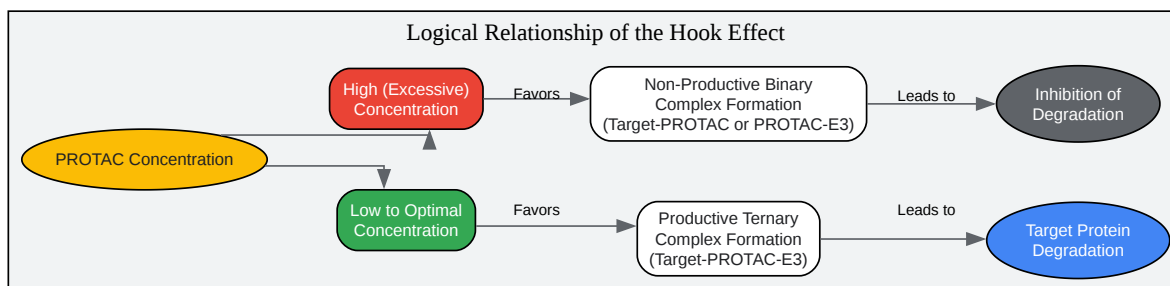 Logical Relationship of the Hook Effect
High (Excessive)
Concentration
Favors
Non-Productive Binary
Complex Formation
(Target-PROTAC or PROTAC-E3)
Leads to
Inhibition of
Degradation
PROTAC Concentration
Low to Optimal
Concentration
Favors
Productive Ternary
Complex Formation
(Target-PROTAC-E3)
Leads to
Target Protein
Degradation